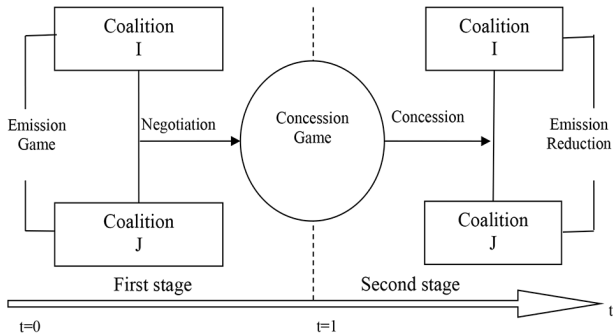 Coalition
I
Emission
Game
Negotiation
Coalition
J
Concession
Game
Concession
Coalition
I
Emission
Reduction
Coalition
J
First stage
Second stage
t
t=0
t=1